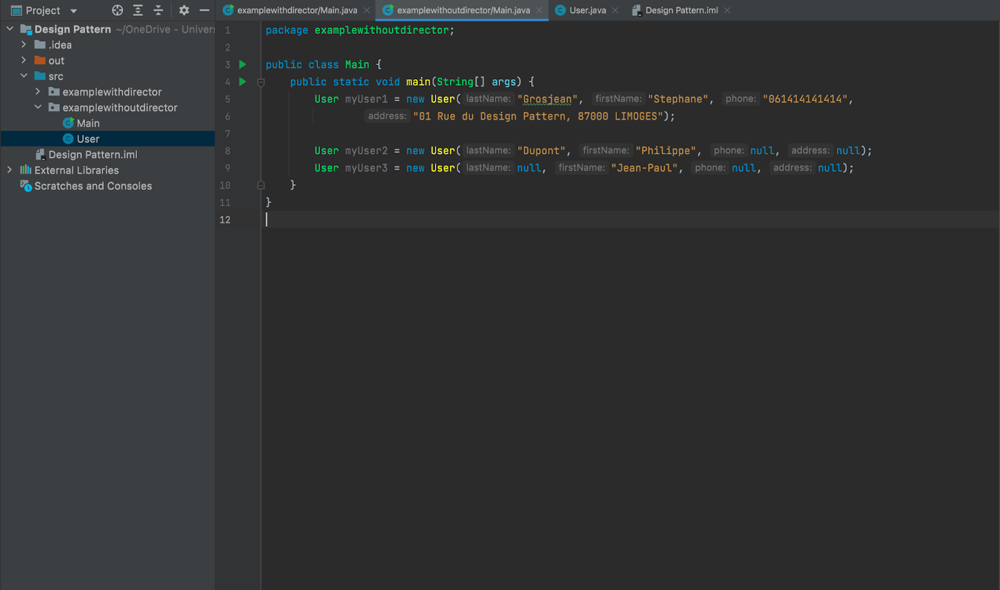 Project
examplewithdirector/Main.java
examplewithoutdirector/Main.java
User.java
Design Pattern.iml
Design Pattern ~/OneDrive - Univers
.idea
out
src
examplewithdirector
examplewithoutdirector
Main
User
Design Pattern.iml
External Libraries
Scratches and Consoles
1 package examplewithoutdirector;
2
3 public class Main {
4 public static void main(String[] args) {
5 User myUser1 = new User( lastName: "Grosjean", firstName: "Stephane", phone: "061414141414",
6 address: "01 Rue du Design Pattern, 87000 LIMOGES");
7
8 User myUser2 = new User( lastName: "Dupont", firstName: "Philippe", phone: null, address: null);
9 User myUser3 = new User( lastName: null, firstName: "Jean-Paul", phone: null, address: null);
10 }
11 }
12